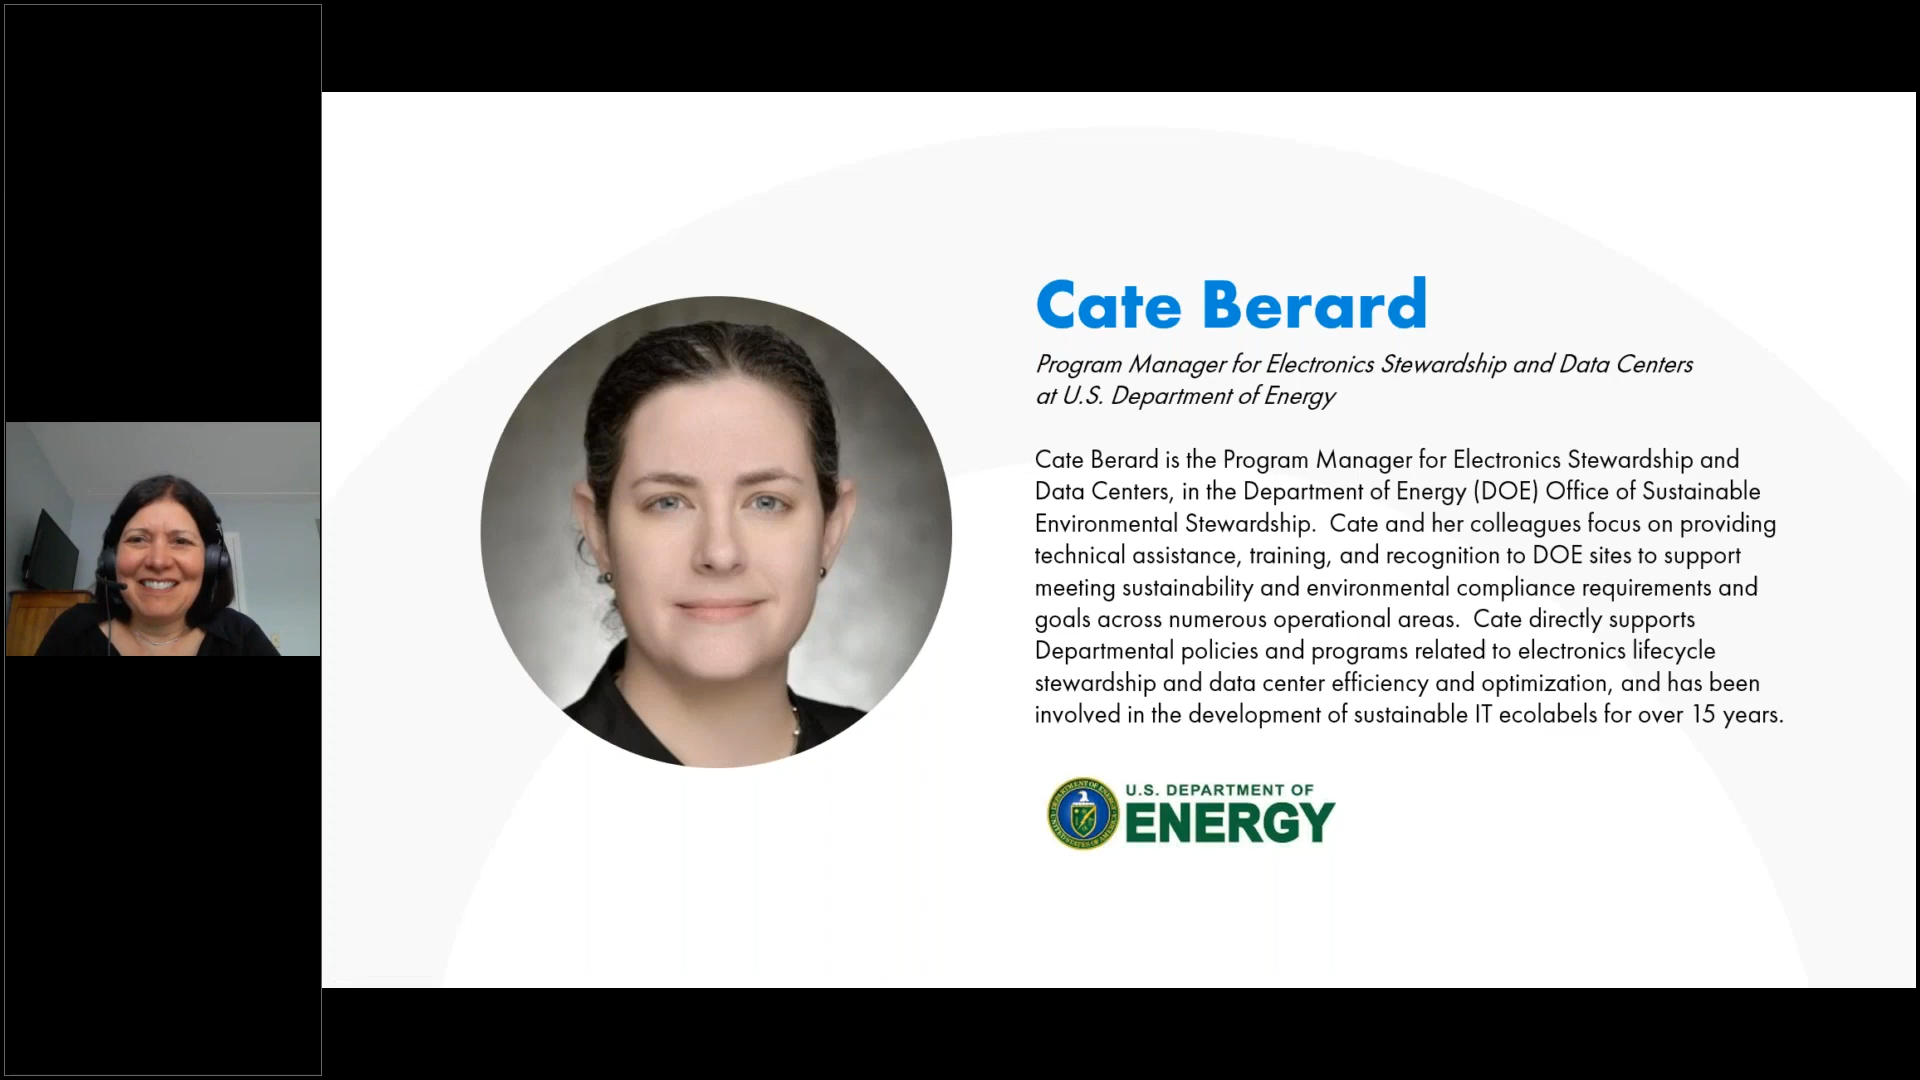 Cate Berard
Program Manager for Electronics Stewardship and Data Centers
at U.S. Department of Energy
Cate Berard is the Program Manager for Electronics Stewardship and
Data Centers, in the Department of Energy (DOE) Office of Sustainable
Environmental Stewardship.  Cate and her colleagues focus on providing
technical assistance, training, and recognition to DOE sites to support
meeting sustainability and environmental compliance requirements and
goals across numerous operational areas.  Cate directly supports
Departmental policies and programs related to electronics lifecycle
stewardship and data center efficiency and optimization, and has been
involved in the development of sustainable IT ecolabels for over 15 years.
U.S. DEPARTMENT OF
ENERGY